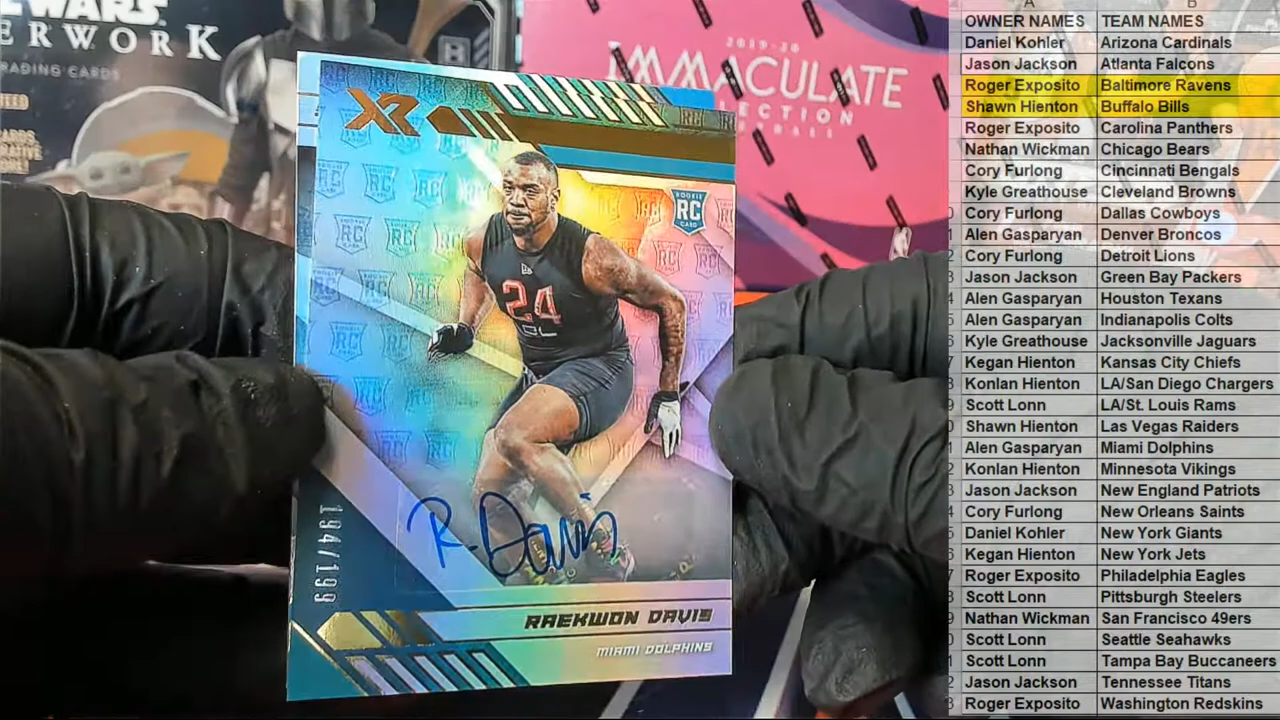 STAR WARS
ERWORK
RADING CARDS
2019-20
IMMACULATE
COLLECTION
XR
ROOKIE
RC
CARD
24
R. Davis
194/199
RAEKWON DAVIS
MIAMI DOLPHINS
A B
OWNER NAMES TEAM NAMES
Daniel Kohler Arizona Cardinals
Jason Jackson Atlanta Falcons
Roger Exposito Baltimore Ravens
Shawn Hienton Buffalo Bills
Roger Exposito Carolina Panthers
Nathan Wickman Chicago Bears
Cory Furlong Cincinnati Bengals
Kyle Greathouse Cleveland Browns
Cory Furlong Dallas Cowboys
Alen Gasparyan Denver Broncos
Cory Furlong Detroit Lions
Jason Jackson Green Bay Packers
Alen Gasparyan Houston Texans
Alen Gasparyan Indianapolis Colts
Kyle Greathouse Jacksonville Jaguars
Kegan Hienton Kansas City Chiefs
Konlan Hienton LA/San Diego Chargers
Scott Lonn LA/St. Louis Rams
Shawn Hienton Las Vegas Raiders
Alen Gasparyan Miami Dolphins
Konlan Hienton Minnesota Vikings
Jason Jackson New England Patriots
Cory Furlong New Orleans Saints
Daniel Kohler New York Giants
Kegan Hienton New York Jets
Roger Exposito Philadelphia Eagles
Scott Lonn Pittsburgh Steelers
Nathan Wickman San Francisco 49ers
Scott Lonn Seattle Seahawks
Scott Lonn Tampa Bay Buccaneers
Jason Jackson Tennessee Titans
Roger Exposito Washington Redskins